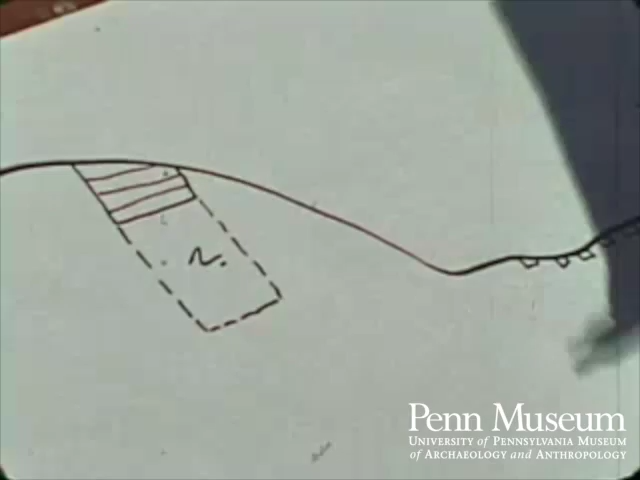 N.
Penn Museum
University of Pennsylvania Museum
of Archaeology and Anthropology